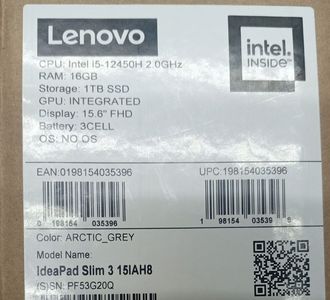 Lenovo
intel.
INSIDE™
CPU: Intel I5-12450H 2.0GHz
RAM: 16GB
Storage: 1TB SSD
GPU: INTEGRATED
Display: 15.6" FHD
Battery: 3CELL
OS: NO OS
EAN:0198154035396
UPC:198154035396
0 198154 035396
1 98154 03539 6
Color: ARCTIC_GREY
Model Name:
IdeaPad Slim 3 15IAH8
(S)SN: PF53G20Q